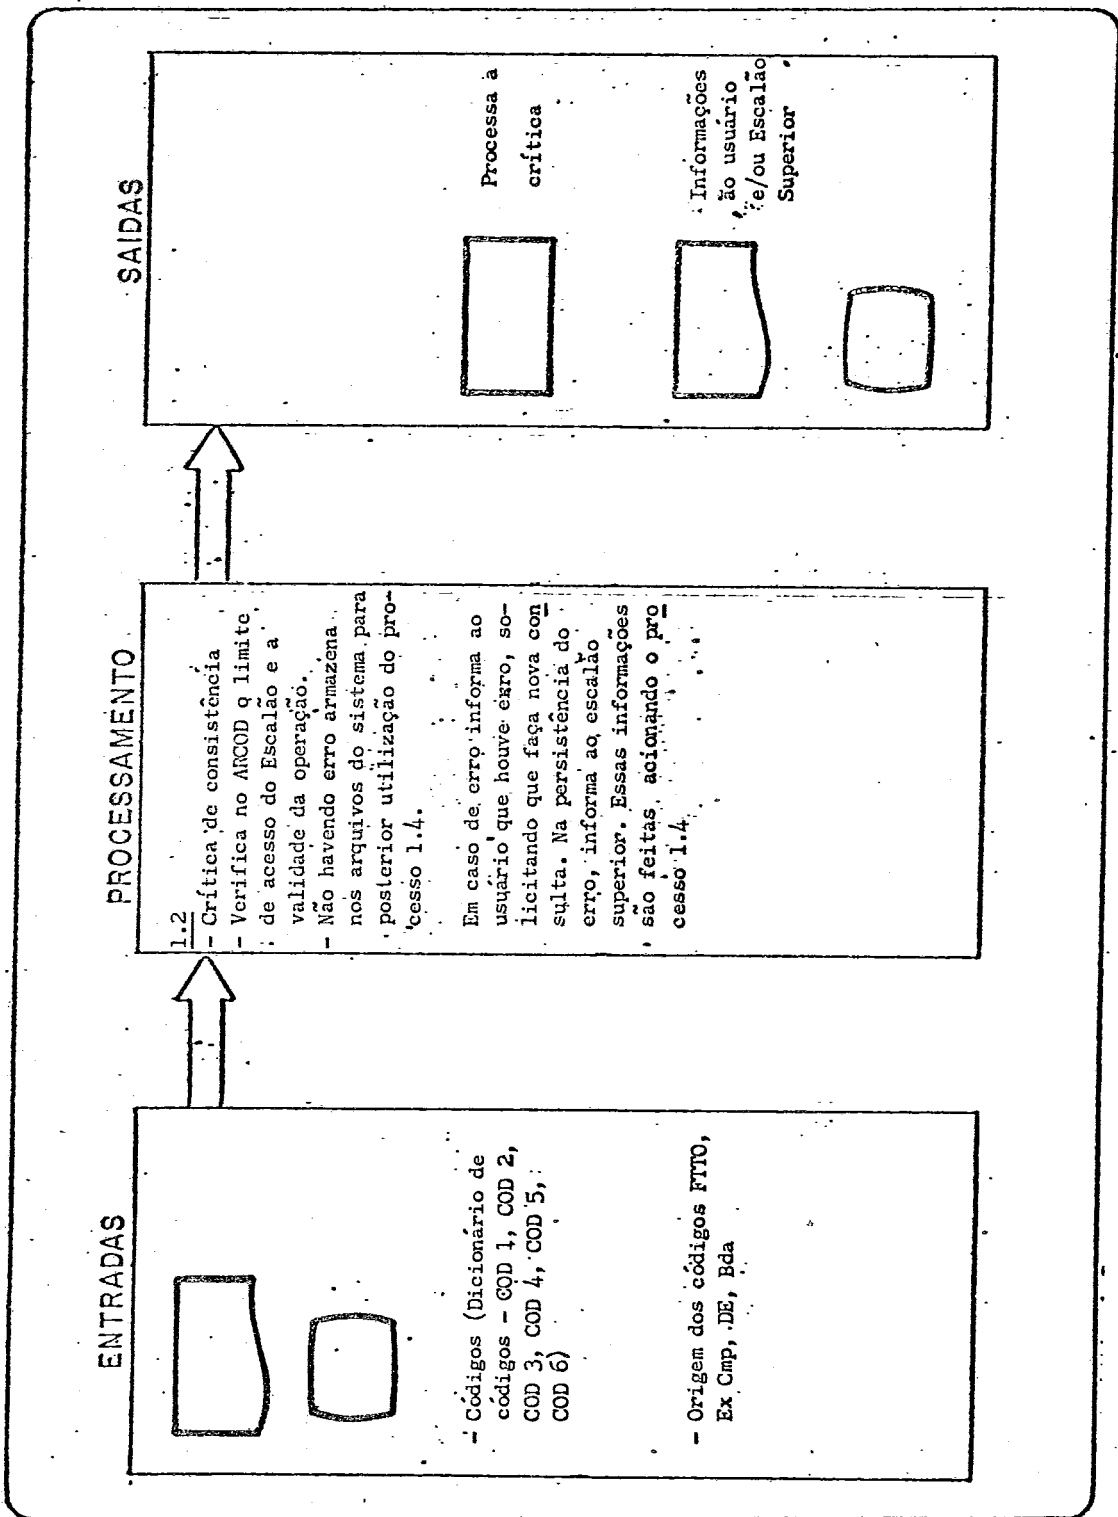 ENTRADAS
- Códigos (Dicionário de
códigos - COD 1, COD 2,
COD 3, COD 4, COD 5,
COD 6)
- Origem dos códigos FTTO,
Ex Cmp, DE, Bda
PROCESSAMENTO
1.2
- Crítica de consistência
- Verifica no ARCOD o limite
de acesso do Escalão e a
validade da operação.
- Não havendo erro armazena
nos arquivos do sistema para
posterior utilização do pro-
cesso 1.4.
Em caso de erro informa ao
usuário que houve erro, so-
licitando que faça nova con
sulta. Na persistência do
erro, informa ao escalão
superior. Essas informações
são feitas acionando o pro
cesso 1.4
SAIDAS
Processa a
crítica
Informações
ão usuário
e/ou Escalão
Superior